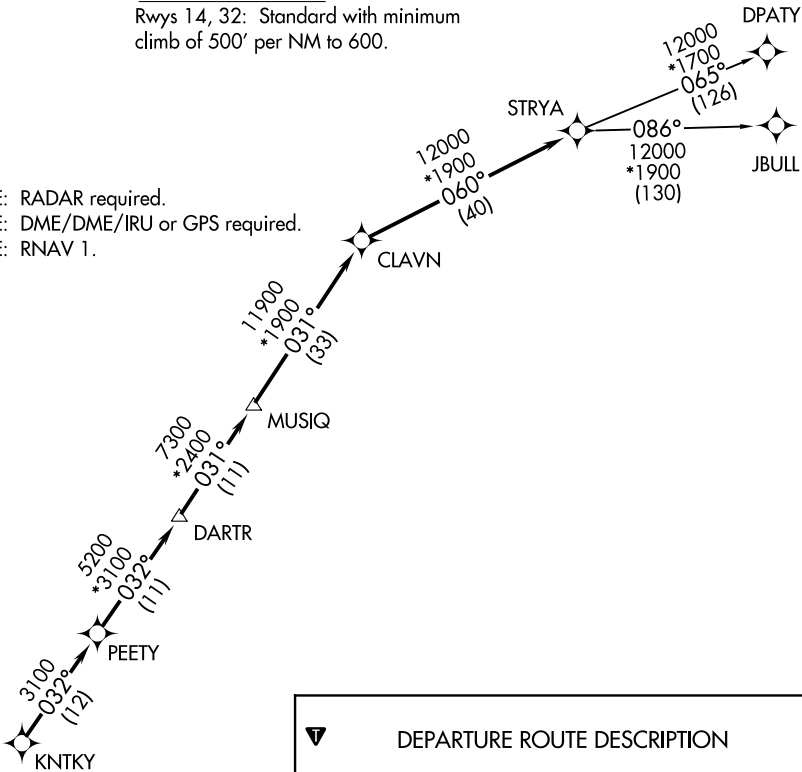 Rwys 14, 32: Standard with minimum
climb of 500' per NM to 600.
DPATY
12000
*1700
065°
(126)
STRYA
086°
12000
*1900
(130)
JBULL
12000
*1900
060°
(40)
: RADAR required.
: DME/DME/IRU or GPS required.
: RNAV 1.
CLAVN
11900
*1900
031°
(33)
MUSIQ
7300
*2400
031°
(11)
DARTR
5200
*3100
032°
(11)
PEETY
3100
032°
(12)
KNTKY
T DEPARTURE ROUTE DESCRIPTION